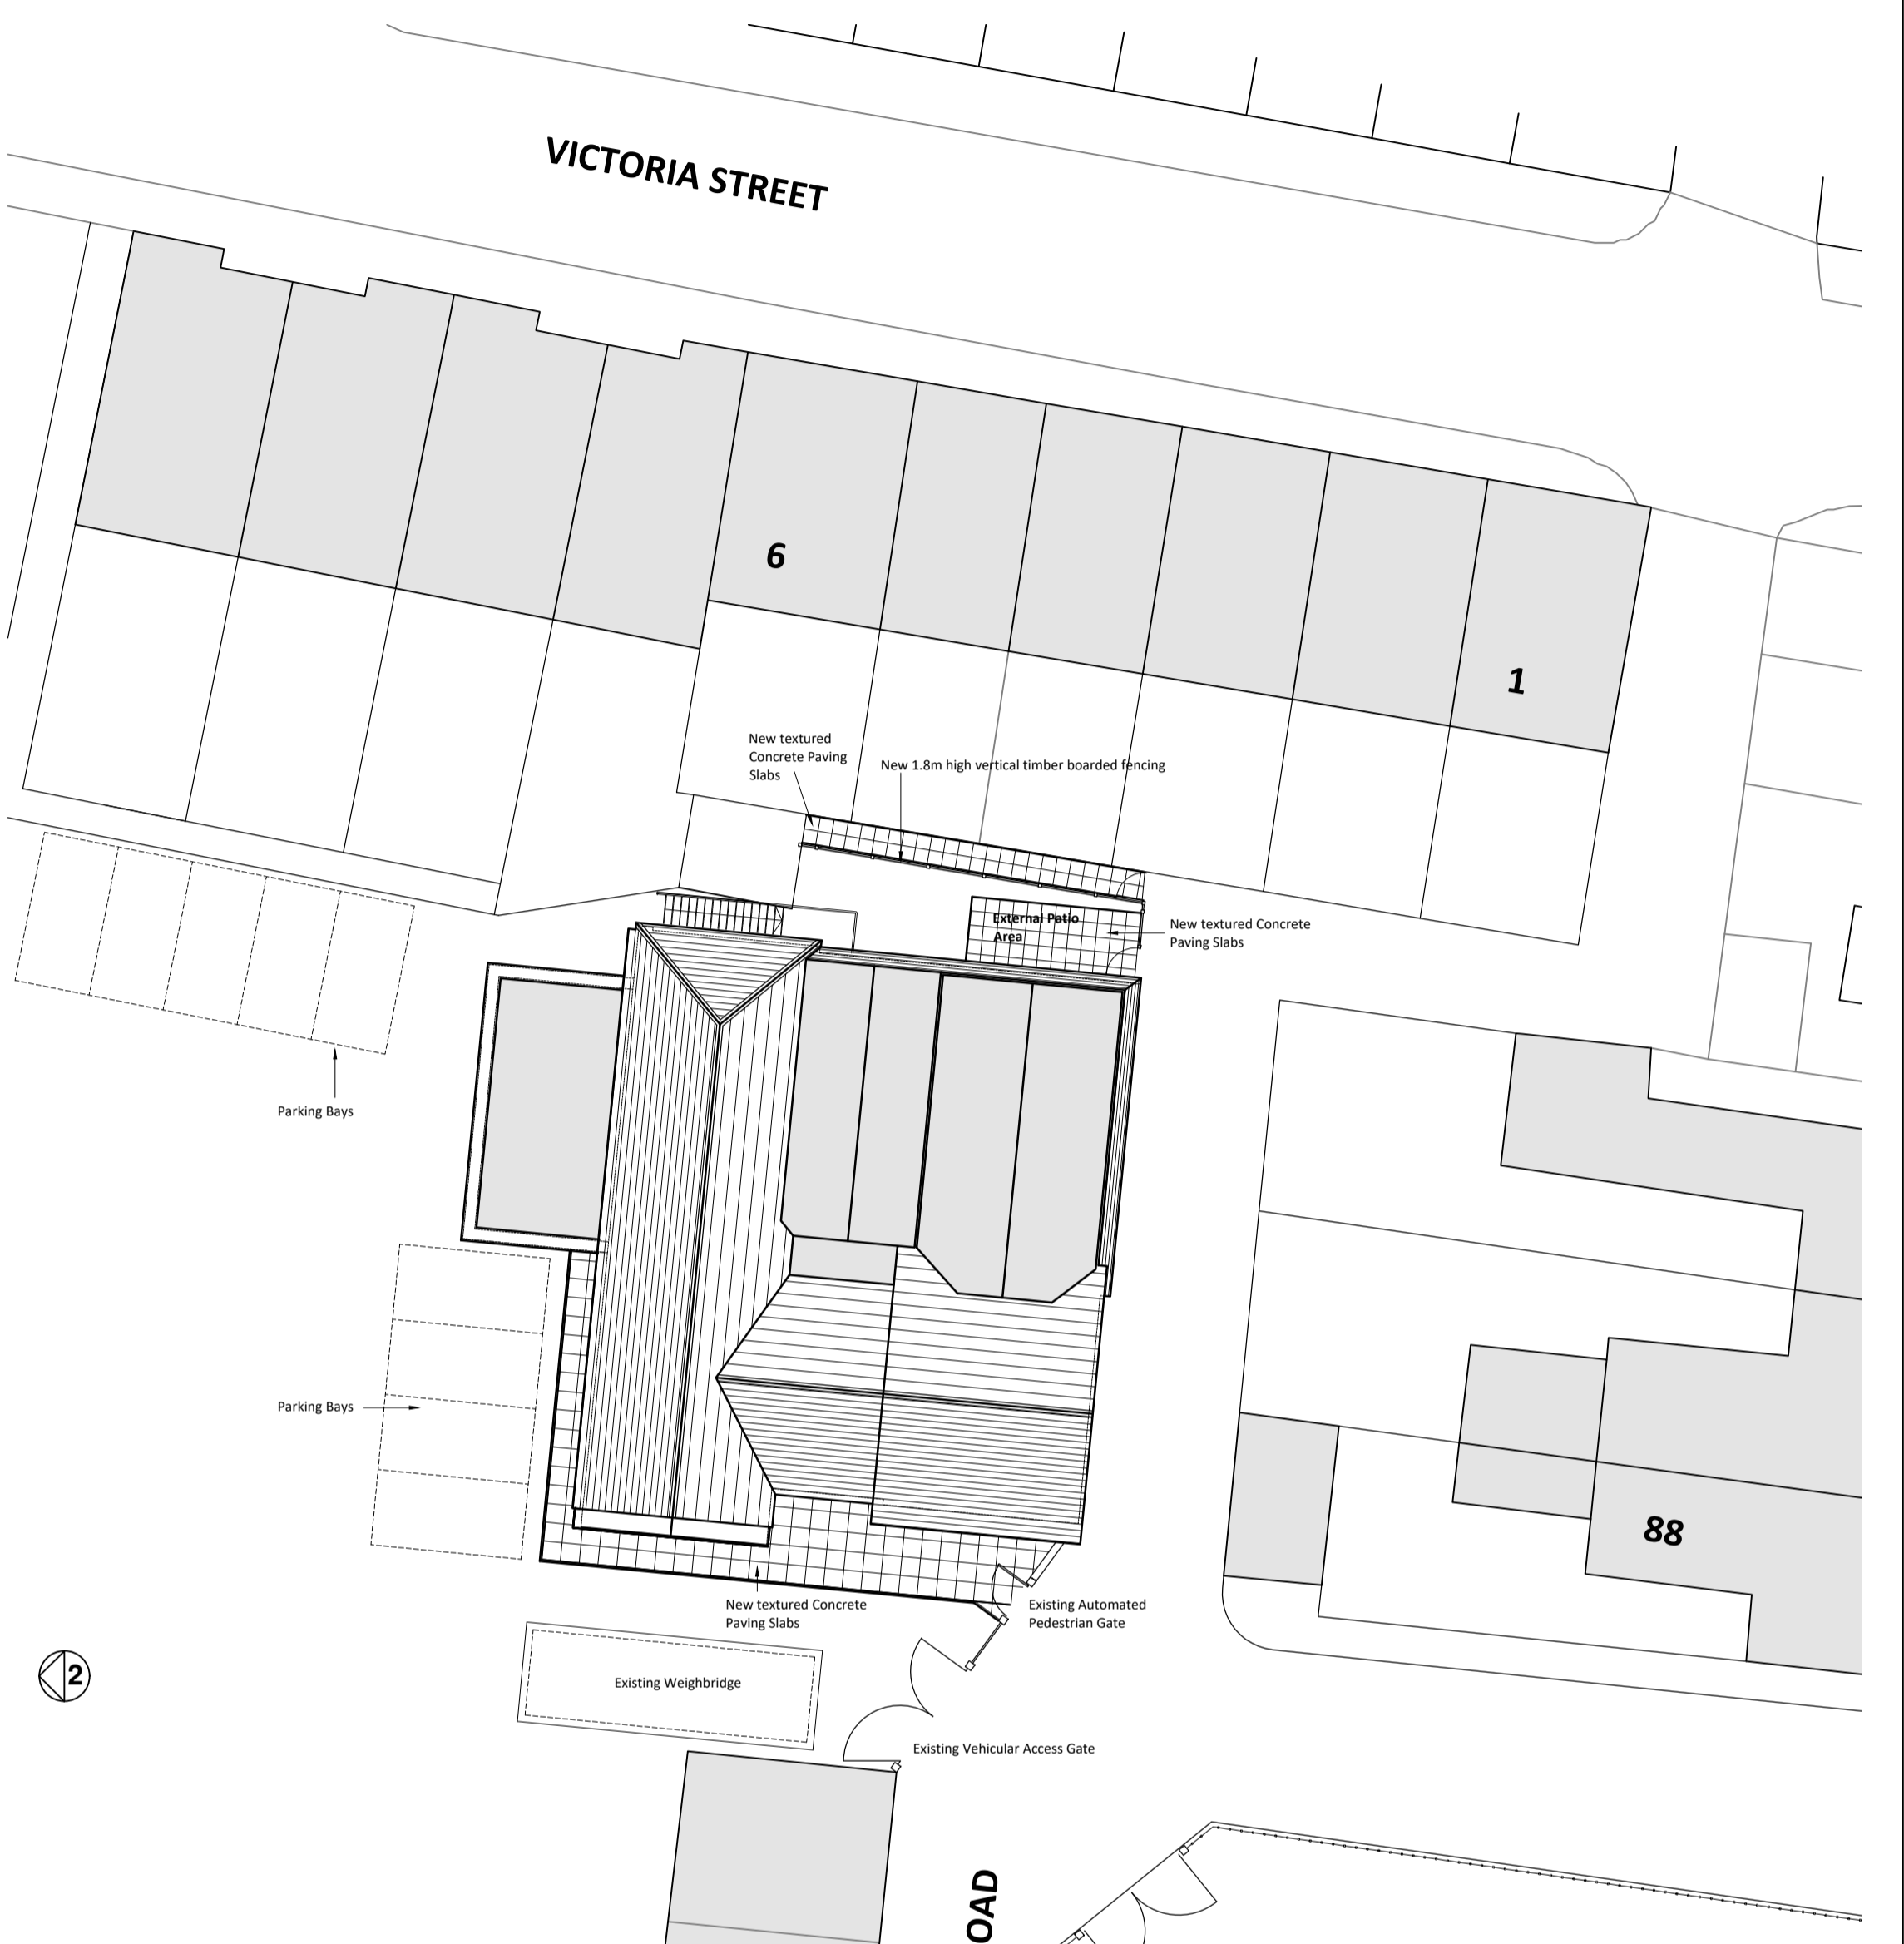 VICTORIA STREET
6
1
New textured
Concrete Paving
Slabs
New 1.8m high vertical timber boarded fencing
External Patio
Area
New textured Concrete
Paving Slabs
Parking Bays
Parking Bays
88
New textured Concrete
Paving Slabs
Existing Automated
Pedestrian Gate
2
Existing Weighbridge
Existing Vehicular Access Gate
OAD